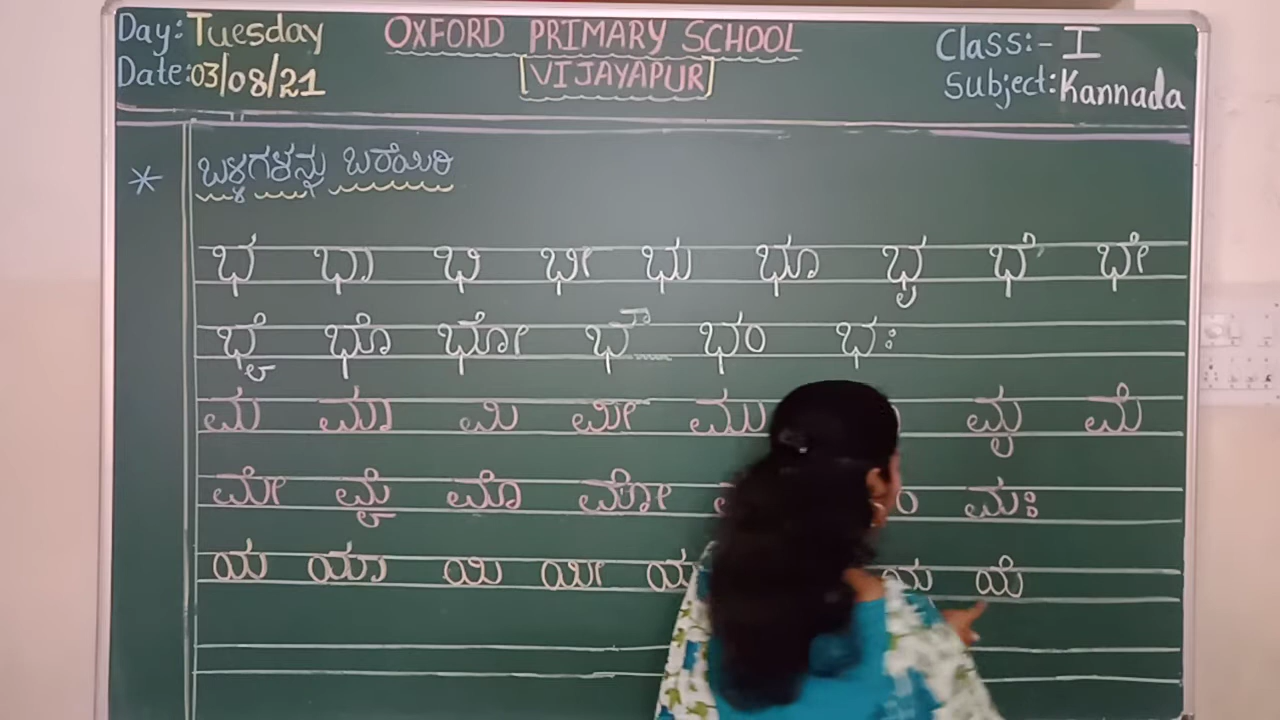 Day: Tuesday
OXFORD PRIMARY SCHOOL
Class:- I
Date: 03/08/21
[VIJAYAPUR]
Subject: Kannada
* ಬಳ್ಳಿಗಳನ್ನು ಬರೆಯಿರಿ
ಭ ಭಾ ಭಿ ಭೀ ಭು ಭೂ ಭೃ ಭೆ ಭೇ
ಭೈ ಭೊ ಭೋ ಭೌ ಭಂ ಭಃ
ಮ ಮಾ ಮಿ ಮೀ ಮು ಮೃ ಮೆ
ಮೇ ಮೈ ಮೊ ಮೋ ಮಃ
ಯ ಯಾ ಯಿ ಯೀ ಯೆ